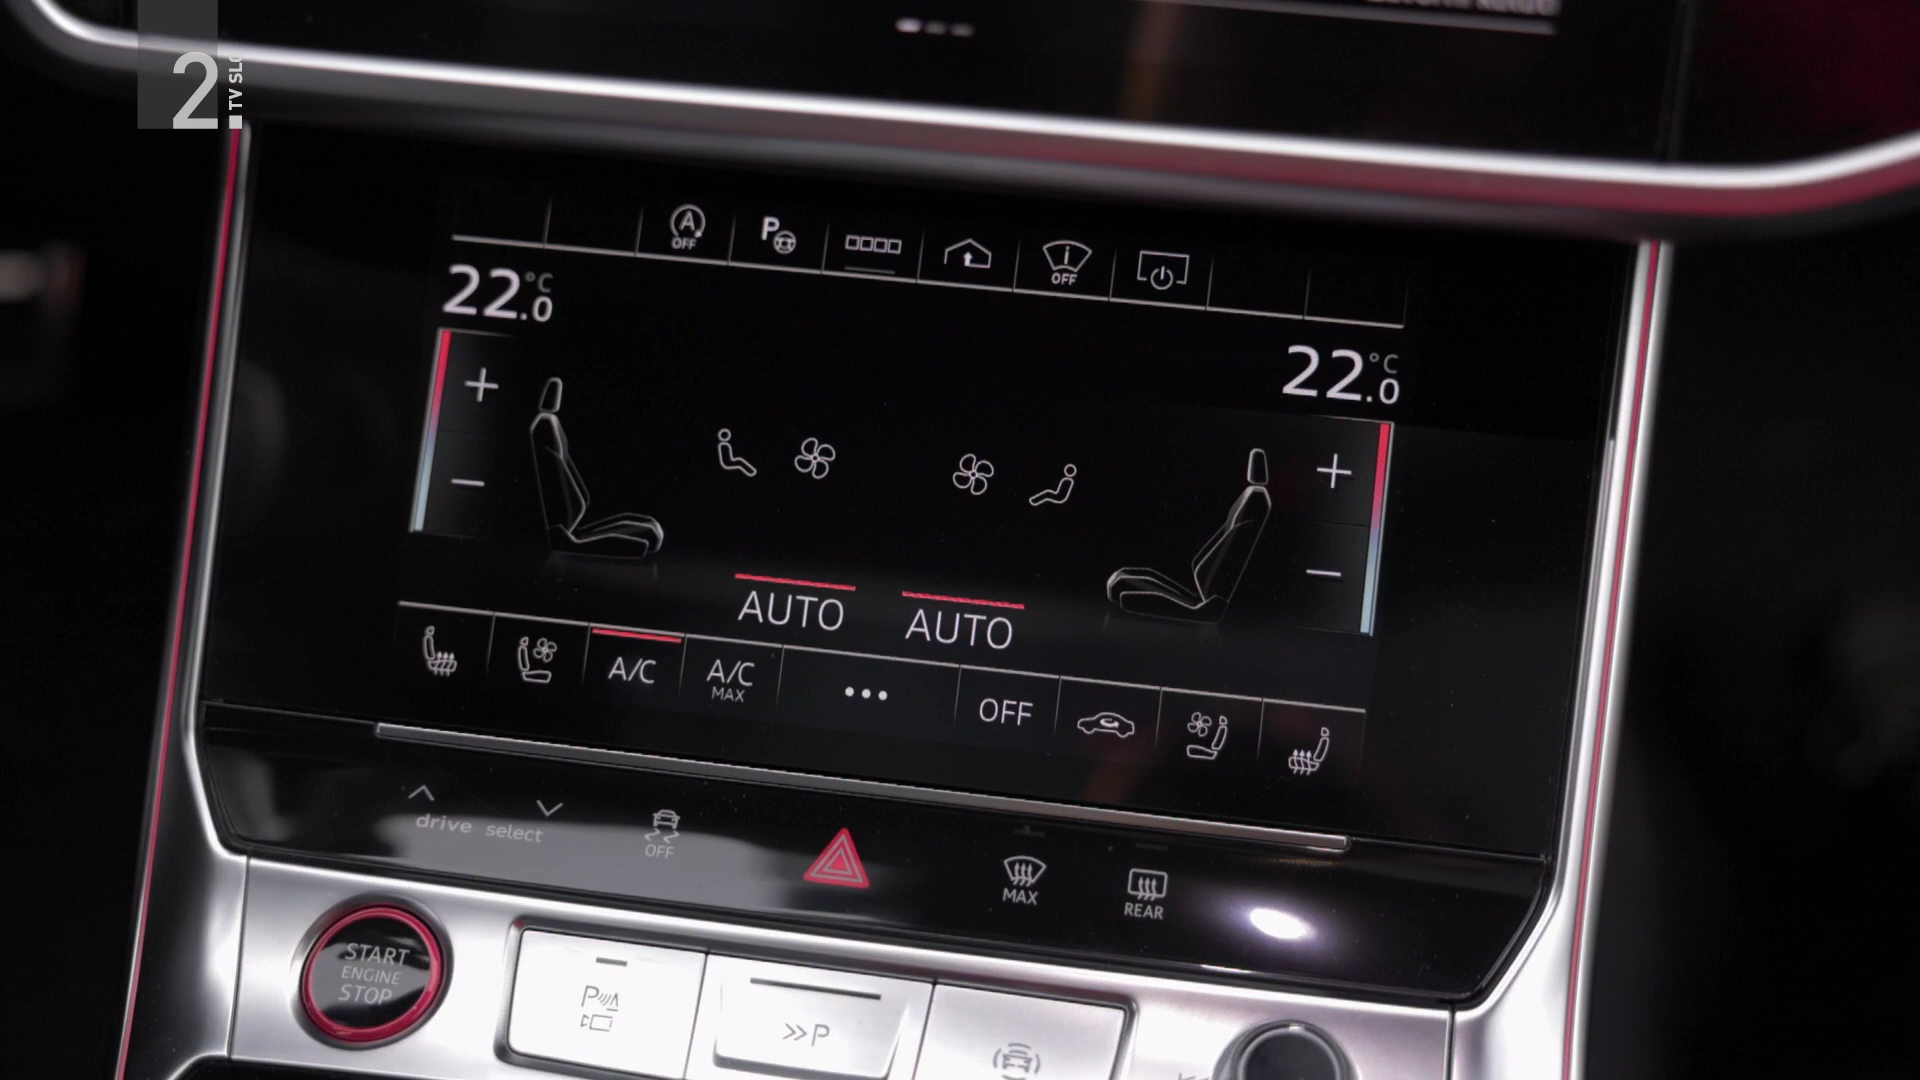 2.
TV SLO
A
OFF
P
i
OFF
22.0 °C
22.0 °C
+
+
−
−
AUTO
AUTO
A/C
A/C
MAX
•••
OFF
drive select
OFF
MAX
REAR
START
ENGINE
STOP
P
>>P